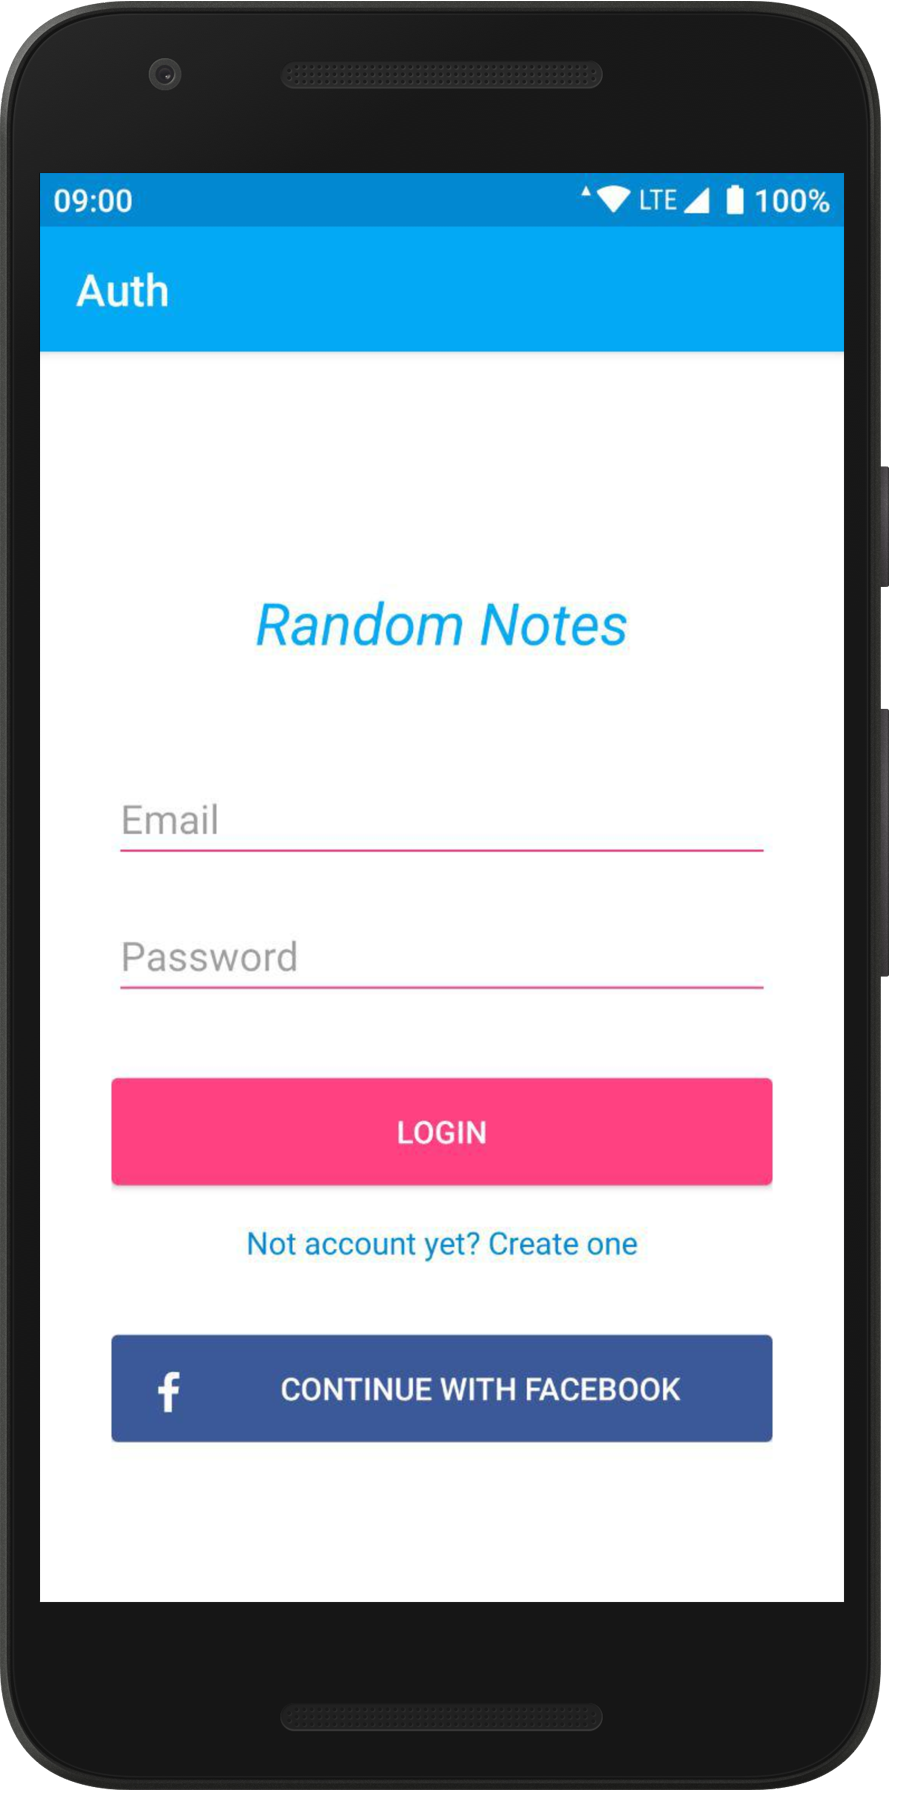 09:00 LTE 100%
Auth
Random Notes
Email
Password
LOGIN
Not account yet? Create one
f CONTINUE WITH FACEBOOK